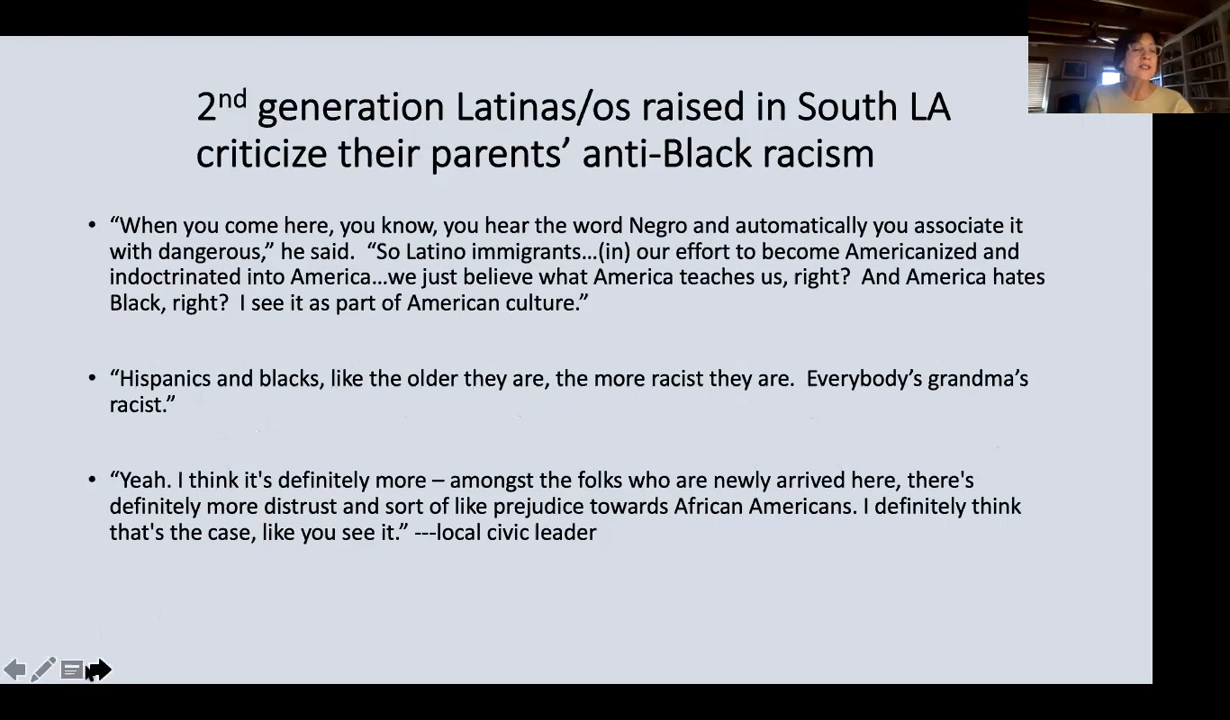 2nd generation Latinas/os raised in South LA
criticize their parents’ anti-Black racism
• “When you come here, you know, you hear the word Negro and automatically you associate it
with dangerous,” he said.  “So Latino immigrants…(in) our effort to become Americanized and
indoctrinated into America…we just believe what America teaches us, right?  And America hates
Black, right?  I see it as part of American culture.”
• “Hispanics and blacks, like the older they are, the more racist they are.  Everybody’s grandma’s
racist.”
• “Yeah. I think it's definitely more – amongst the folks who are newly arrived here, there's
definitely more distrust and sort of like prejudice towards African Americans. I definitely think
that's the case, like you see it.” ---local civic leader